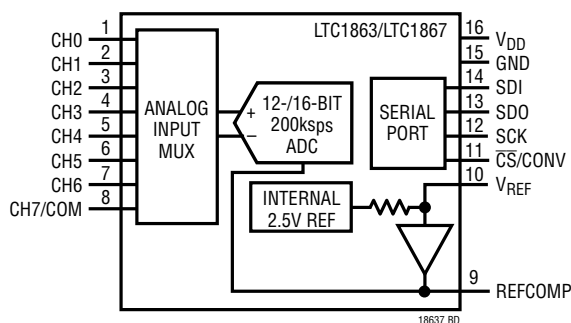 LTC1863/LTC1867
1 CH0
2 CH1
3 CH2
4 CH3
5 CH4
6 CH5
7 CH6
8 CH7/COM
ANALOG
INPUT
MUX
+
–
12-/16-BIT
200ksps
ADC
SERIAL
PORT
INTERNAL
2.5V REF
16 VDD
15 GND
14 SDI
13 SDO
12 SCK
11 C̅S̅/CONV
10 VREF
9 REFCOMP
18637 BD